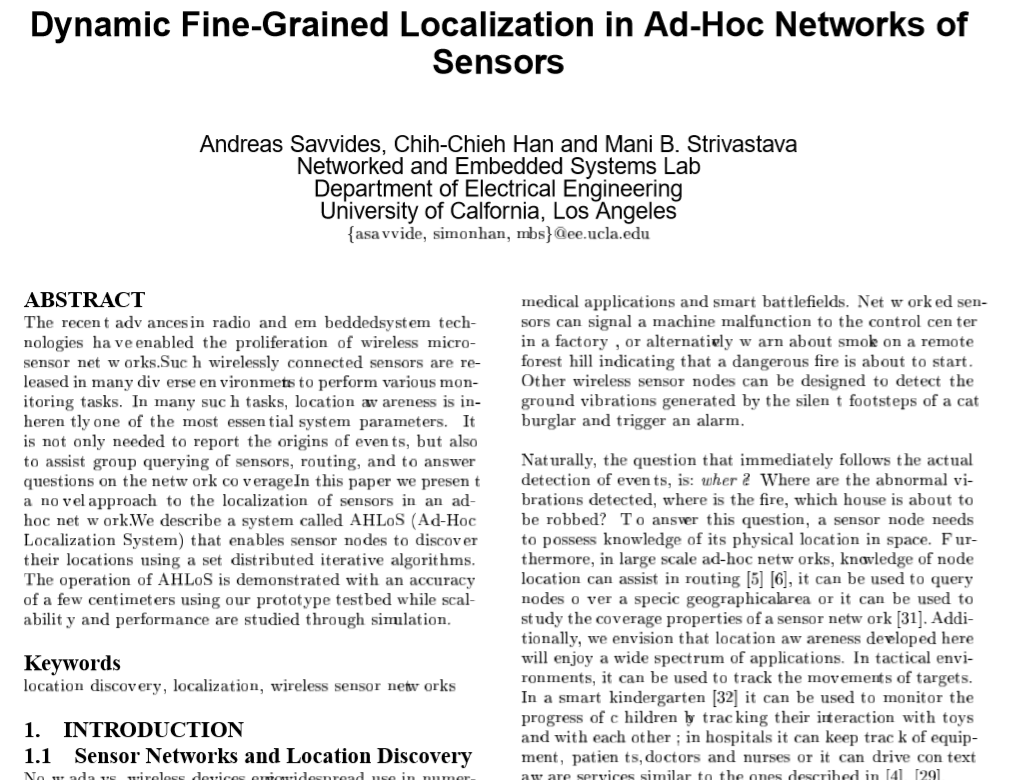 Dynamic Fine-Grained Localization in Ad-Hoc Networks of
Sensors
Andreas Savvides, Chih-Chieh Han and Mani B. Strivastava
Networked and Embedded Systems Lab
Department of Electrical Engineering
University of Calfornia, Los Angeles
{asavvide, simonhan, mbs}@ee.ucla.edu
ABSTRACT
The recent advances in radio and embedded system tech-
nologies have enabled the proliferation of wireless micro-
sensor networks. Such wirelessly connected sensors are re-
leased in many diverse environments to perform various mon-
itoring tasks. In many such tasks, location awareness is in-
herently one of the most essential system parameters. It
is not only needed to report the origins of events, but also
to assist group querying of sensors, routing, and to answer
questions on the network coverage. In this paper we present
a novel approach to the localization of sensors in an ad-
hoc network. We describe a system called AHLoS (Ad-Hoc
Localization System) that enables sensor nodes to discover
their locations using a set distributed iterative algorithms.
The operation of AHLoS is demonstrated with an accuracy
of a few centimeters using our prototype testbed while scal-
ability and performance are studied through simulation.
Keywords
location discovery, localization, wireless sensor networks
1. INTRODUCTION
1.1 Sensor Networks and Location Discovery
Nowadays, wireless devices enjoy widespread use in numer-
medical applications and smart battlefields. Networked sen-
sors can signal a machine malfunction to the control center
in a factory, or alternatively warn about smoke on a remote
forest hill indicating that a dangerous fire is about to start.
Other wireless sensor nodes can be designed to detect the
ground vibrations generated by the silent footsteps of a cat
burglar and trigger an alarm.
Naturally, the question that immediately follows the actual
detection of events, is: where? Where are the abnormal vi-
brations detected, where is the fire, which house is about to
be robbed? To answer this question, a sensor node needs
to possess knowledge of its physical location in space. Fur-
thermore, in large scale ad-hoc networks, knowledge of node
location can assist in routing [5] [6], it can be used to query
nodes over a specic geographical area or it can be used to
study the coverage properties of a sensor network [31]. Addi-
tionally, we envision that location awareness developed here
will enjoy a wide spectrum of applications. In tactical envi-
ronments, it can be used to track the movements of targets.
In a smart kindergarten [32] it can be used to monitor the
progress of children by tracking their interaction with toys
and with each other; in hospitals it can keep track of equip-
ment, patients, doctors and nurses or it can drive context
aware services similar to the ones described in [4], [29].